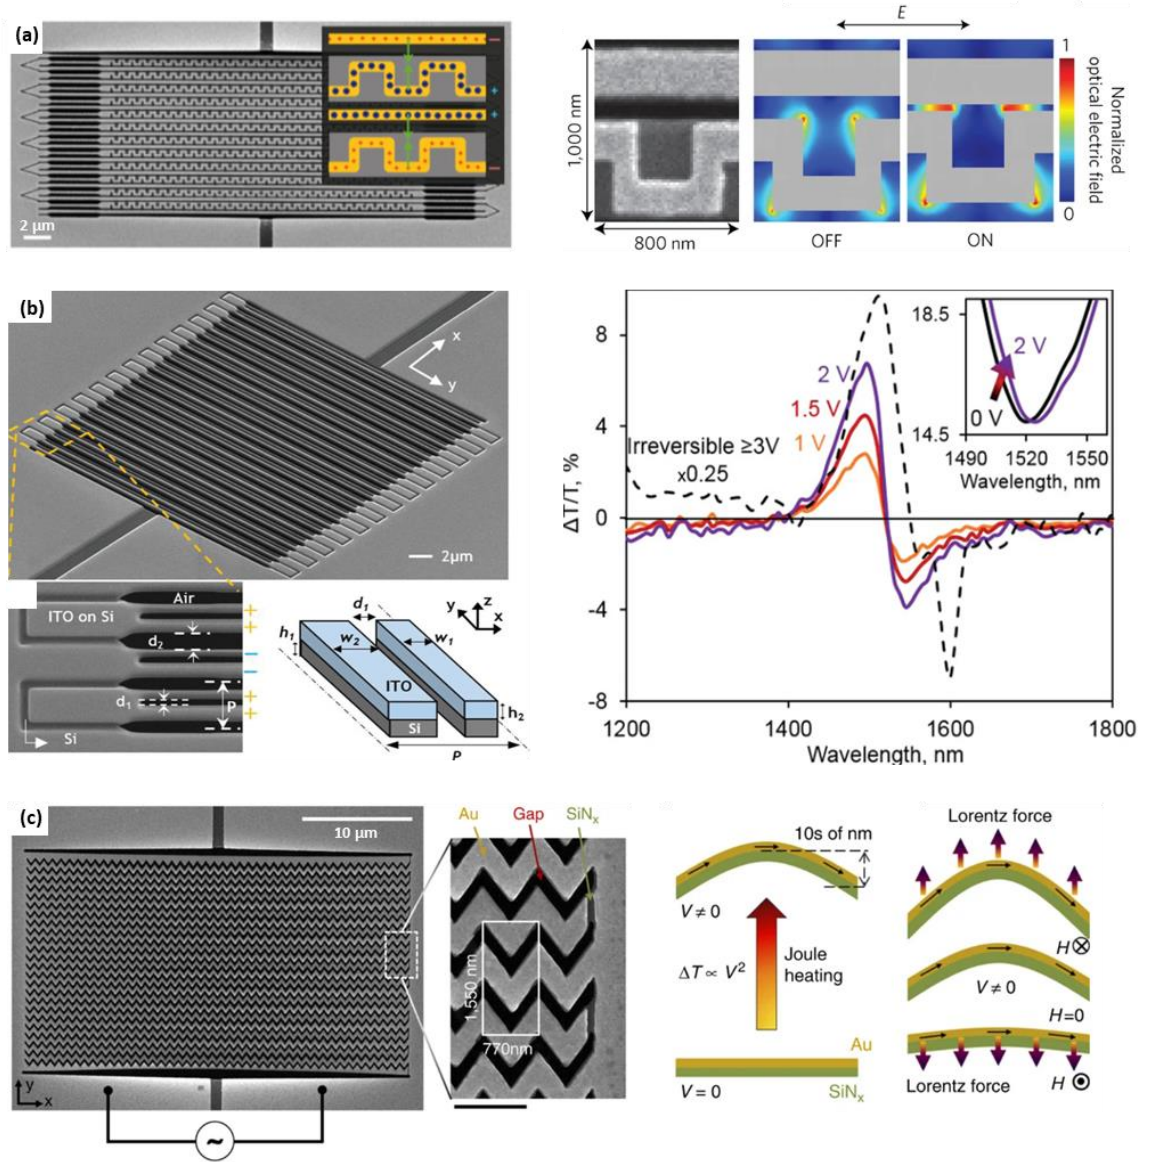 (a)
2 µm
−
+
+
−
1,000 nm
800 nm
E
OFF
ON
1
0
Normalized
optical electric field
(b)
x
y
2µm
ITO on Si
Air
d2
d1
P
Si
+
+
−
−
+
+
d1
h1
w2
w1
y
z
x
ITO
Si
h2
P
8
4
0
-4
-8
ΔT/T, %
Irreversible ≥3V
x0.25
2 V
1.5 V
1 V
18.5
14.5
2 V
0 V
1490 1520 1550
Wavelength, nm
1200 1400 1600 1800
Wavelength, nm
(c)
10 µm
y
x
~
Au
Gap
SiNx
1,550 nm
770nm
10s of nm
V ≠ 0
ΔT ∝ V²
Joule
heating
Au
V = 0
SiNx
Lorentz force
H⊗
V ≠ 0
H=0
Lorentz force
H ⊙